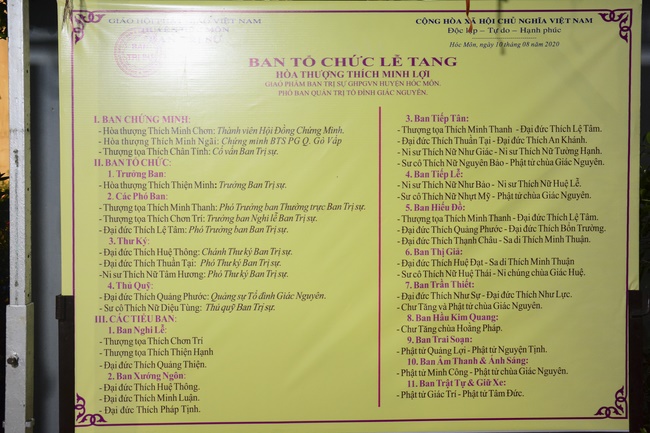 GIÁO HỘI PHẬT GIÁO VIỆT NAM
CỘNG HÒA XÃ HỘI CHỦ NGHĨA VIỆT NAM
Độc lập – Tự do – Hạnh phúc
Hóc Môn, ngày 10 tháng 08 năm 2020
BAN TỔ CHỨC LỄ TANG
HÒA THƯỢNG THÍCH MINH LỢI
GIÁO PHẨM BAN TRỊ SỰ GHPGVN HUYỆN HÓC MÔN.
PHÓ BAN QUẢN TRỊ TỔ ĐÌNH GIÁC NGUYÊN.
I. BAN CHỨNG MINH:
- Hòa thượng Thích Minh Chơn: Thành viên Hội Đồng Chứng Minh.
- Hòa thượng Thích Minh Ngãi: Chứng minh BTS PG Q. Gò Vấp
- Thượng tọa Thích Chân Tính: Cố vấn Ban Trị sự.
II. BAN TỔ CHỨC:
1. Trưởng Ban:
- Hòa thượng Thích Thiện Minh: Trưởng Ban Trị sự.
2. Các Phó Ban:
- Thượng tọa Thích Minh Thanh: Phó Trưởng ban Thường trực Ban Trị sự.
- Thượng tọa Thích Chơn Trí: Trưởng ban Nghi lễ Ban Trị sự.
- Đại đức Thích Lệ Tâm: Phó Trưởng ban Ban Trị sự.
3. Thư Ký:
- Đại đức Thích Huệ Thông: Chánh Thư ký Ban Trị sự.
- Đại đức Thích Thuần Tại: Phó Thư ký Ban Trị sự.
-Ni sư Thích Nữ Tâm Hương: Phó Thư ký Ban Trị sự.
4. Thủ Quỹ:
- Đại đức Thích Quảng Phước: Quảng sự Tổ đình Giác Nguyên.
- Sư cô Thích Nữ Diệu Tùng: Thủ quỹ Ban Trị sự.
III. CÁC TIỂU BAN:
1. Ban Nghi Lễ:
- Thượng tọa Thích Chơn Trí
- Thượng tọa Thích Thiện Hạnh
- Đại đức Thích Quảng Thiện.
2. Ban Xướng Ngôn:
- Đại đức Thích Huệ Thông.
- Đại đức Thích Minh Luận.
- Đại đức Thích Pháp Tịnh.
3. Ban Tiếp Tân:
- Thượng tọa Thích Minh Thanh - Đại đức Thích Lệ Tâm.
- Đại đức Thích Thuần Tại - Đại đức Thích An Khánh.
- Ni sư Thích Nữ Như Giác - Ni sư Thích Nữ Tường Hạnh.
- Sư cô Thích Nữ Nguyên Bảo - Phật tử chùa Giác Nguyên.
4. Ban Tiếp Lễ:
- Ni sư Thích Nữ Như Bảo - Ni sư Thích Nữ Huệ Lễ.
- Sư cô Thích Nữ Nhựt Mỹ - Phật tử chùa Giác Nguyên.
5. Ban Hiếu Đồ:
- Thượng tọa Thích Minh Thanh - Đại đức Thích Lệ Tâm.
- Đại đức Thích Quảng Phước - Đại đức Thích Bổn Trường.
- Đại đức Thích Thạnh Châu - Sa di Thích Minh Thuận.
6. Ban Thị Giả:
- Đại đức Thích Huệ Đạt - Sa di Thích Minh Thuận
- Sư cô Thích Nữ Huệ Thái - Ni chúng chùa Giác Huệ.
7. Ban Trần Thiết:
- Đại đức Thích Như Sự - Đại đức Thích Như Lực.
- Chư Tăng và Phật tử chùa Giác Nguyên.
8. Ban Hầu Kim Quang:
- Chư Tăng chùa Hoằng Pháp.
9. Ban Trai Soạn:
- Phật tử Quảng Lợi - Phật tử Nguyện Tịnh.
10. Ban Âm Thanh & Ánh Sáng:
- Phật tử Minh Công - Phật tử chùa Giác Nguyên.
11. Ban Trật Tự & Giữ Xe:
- Phật tử Giác Trí - Phật tử Tâm Đức.